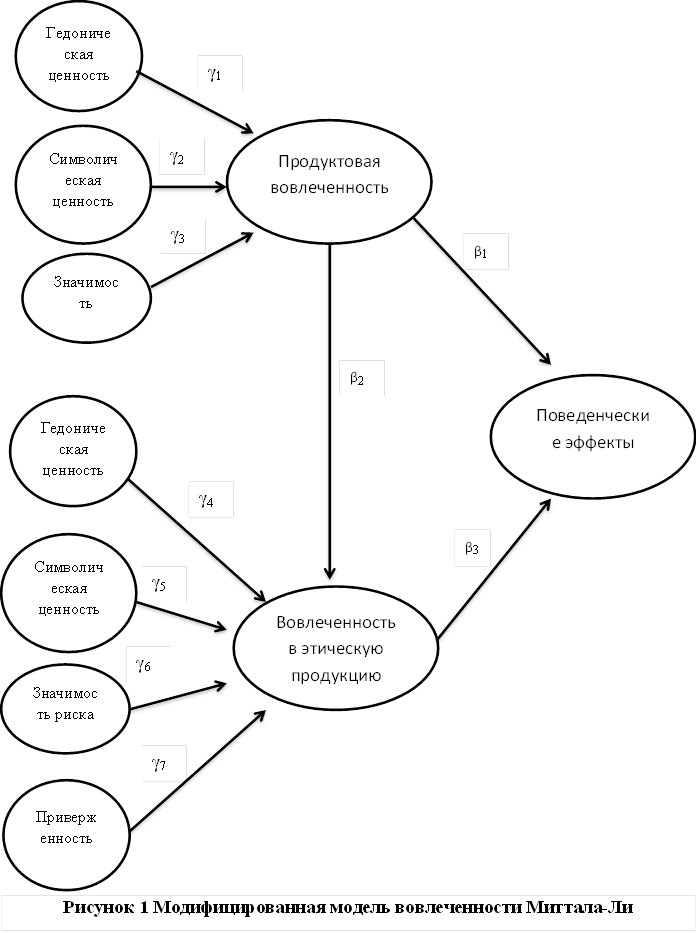 Гедониче
ская
ценность
γ1
Символич
еская
ценность
γ2
Продуктовая
вовлеченность
γ3
Значимос
ть
β1
β2
Гедониче
ская
ценность
Поведенчески
е эффекты
γ4
β3
Символич
еская
ценность
γ5
Вовлеченность
в этическую
продукцию
γ6
Значимос
ть риска
γ7
Приверж
енность
Рисунок 1 Модифицированная модель вовлеченности Миттала-Ли